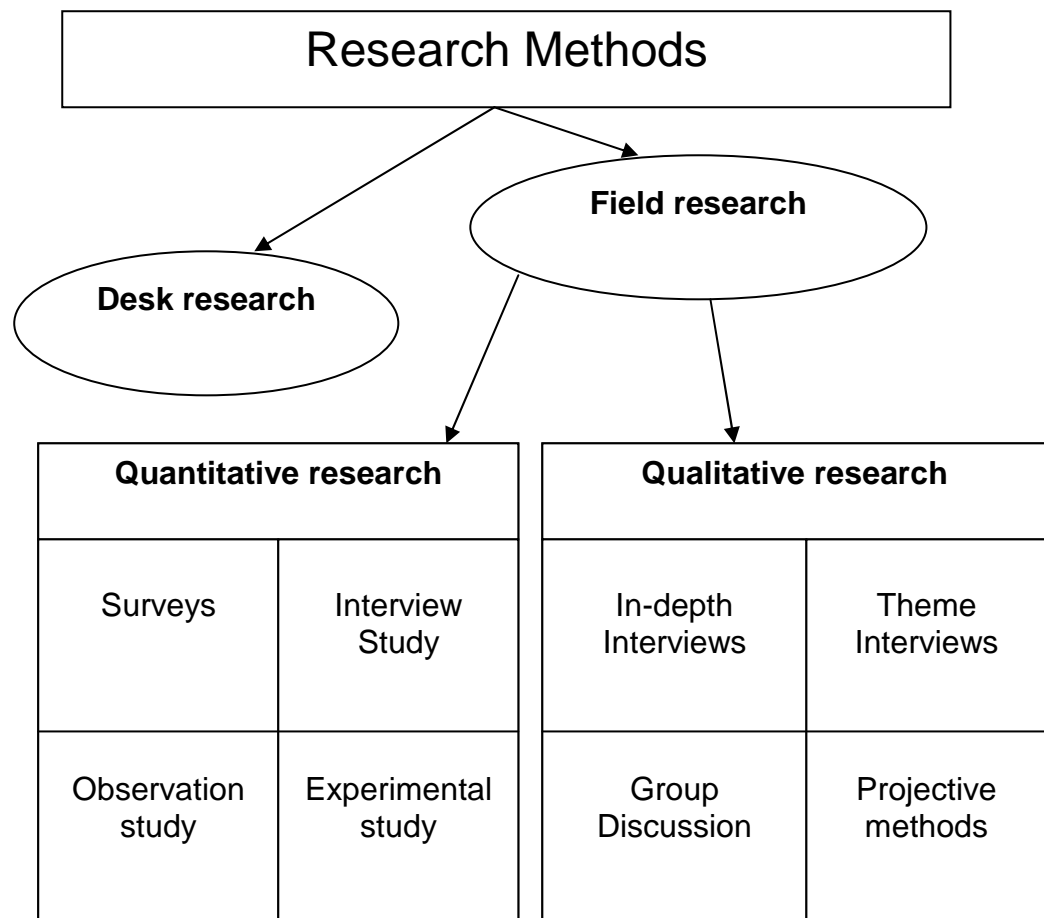 Research Methods
Field research
Desk research
Quantitative research
Qualitative research
Surveys
Interview
Study
In-depth
Interviews
Theme
Interviews
Observation
study
Experimental
study
Group
Discussion
Projective
methods